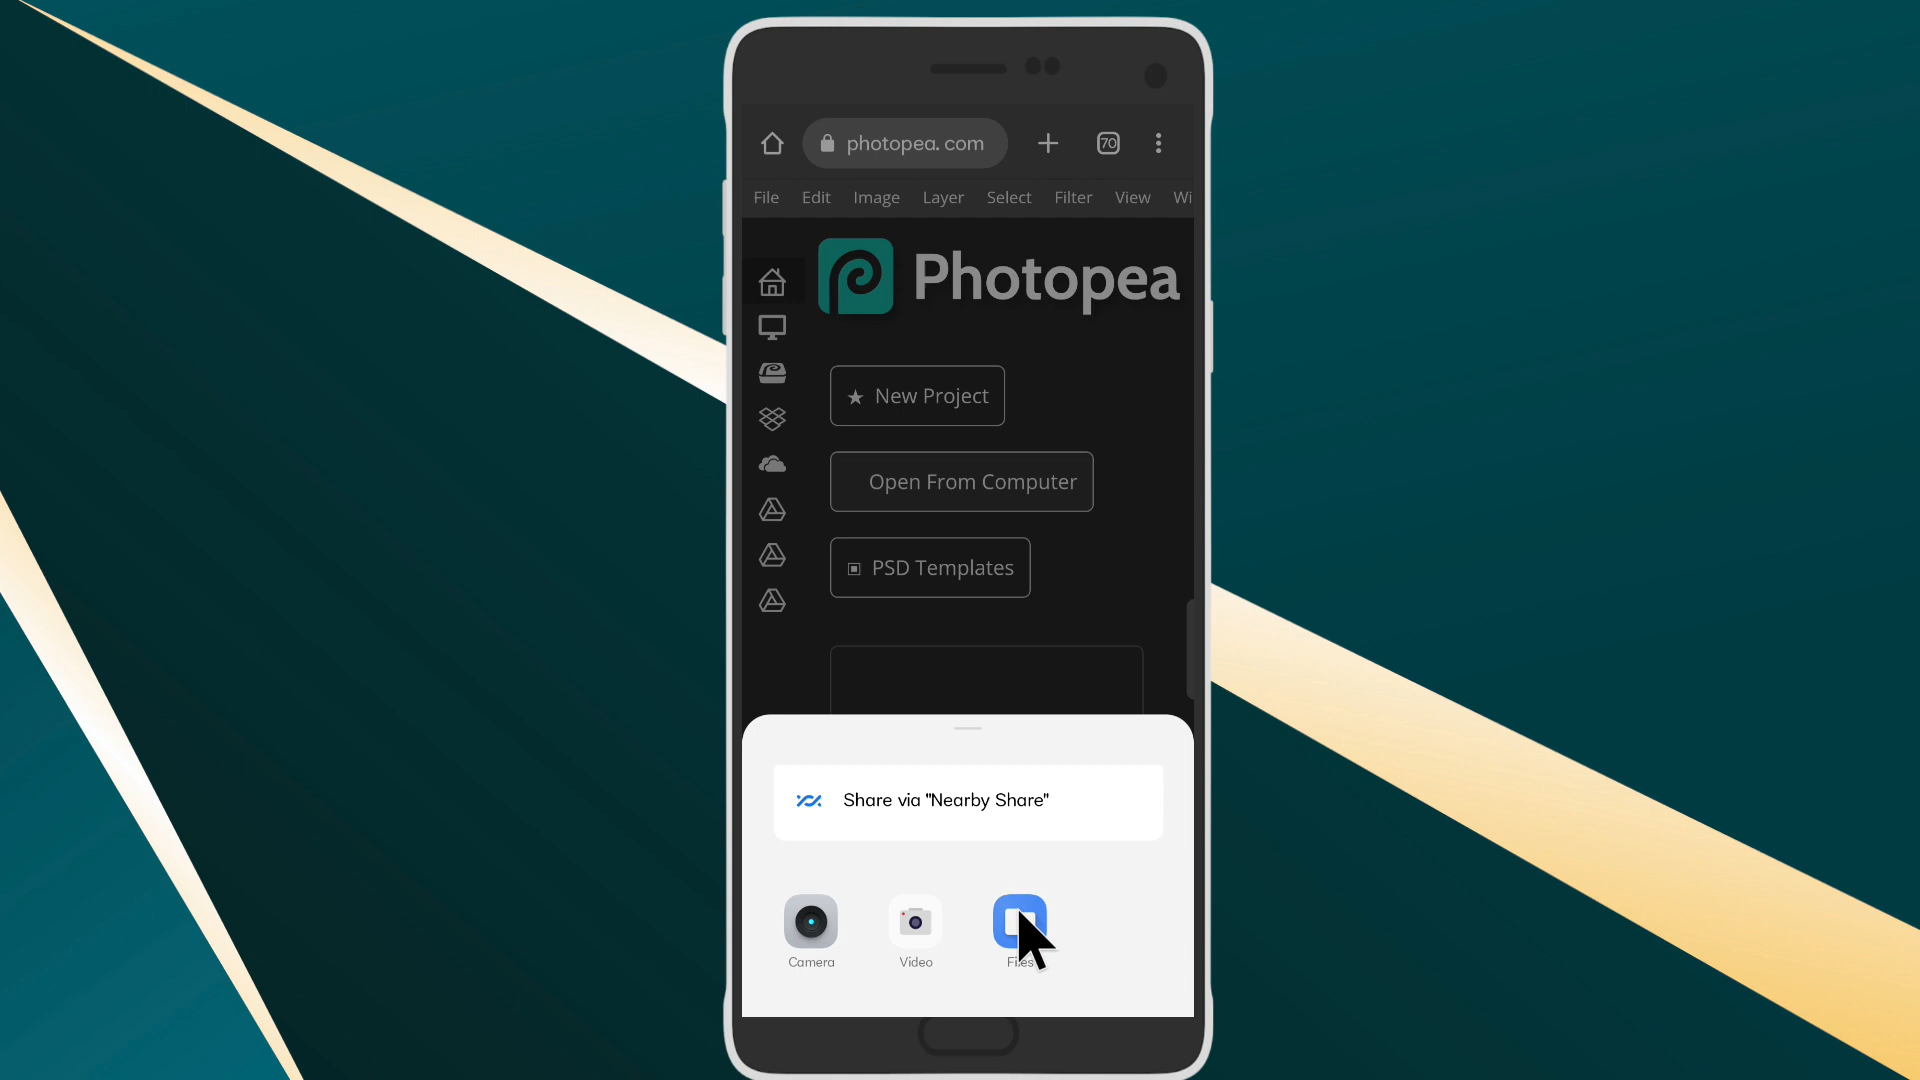 photopea. com
70
File Edit Image Layer Select Filter View Wi
Photopea
New Project
Open From Computer
PSD Templates
Share via "Nearby Share"
Camera Video Files